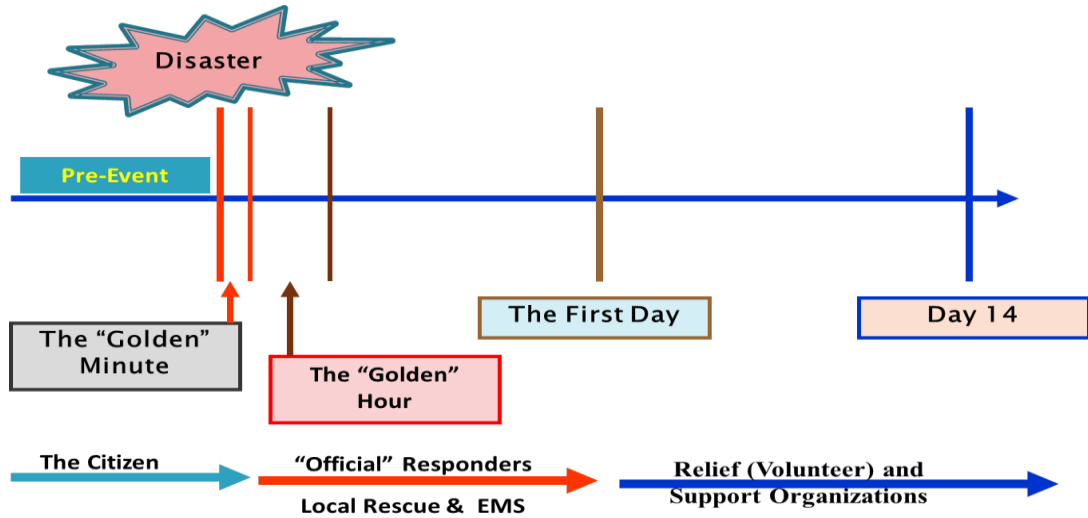 Disaster
Pre-Event
The “Golden”
Minute
The “Golden”
Hour
The First Day
Day 14
The Citizen
“Official” Responders
Local Rescue & EMS
Relief (Volunteer) and
Support Organizations